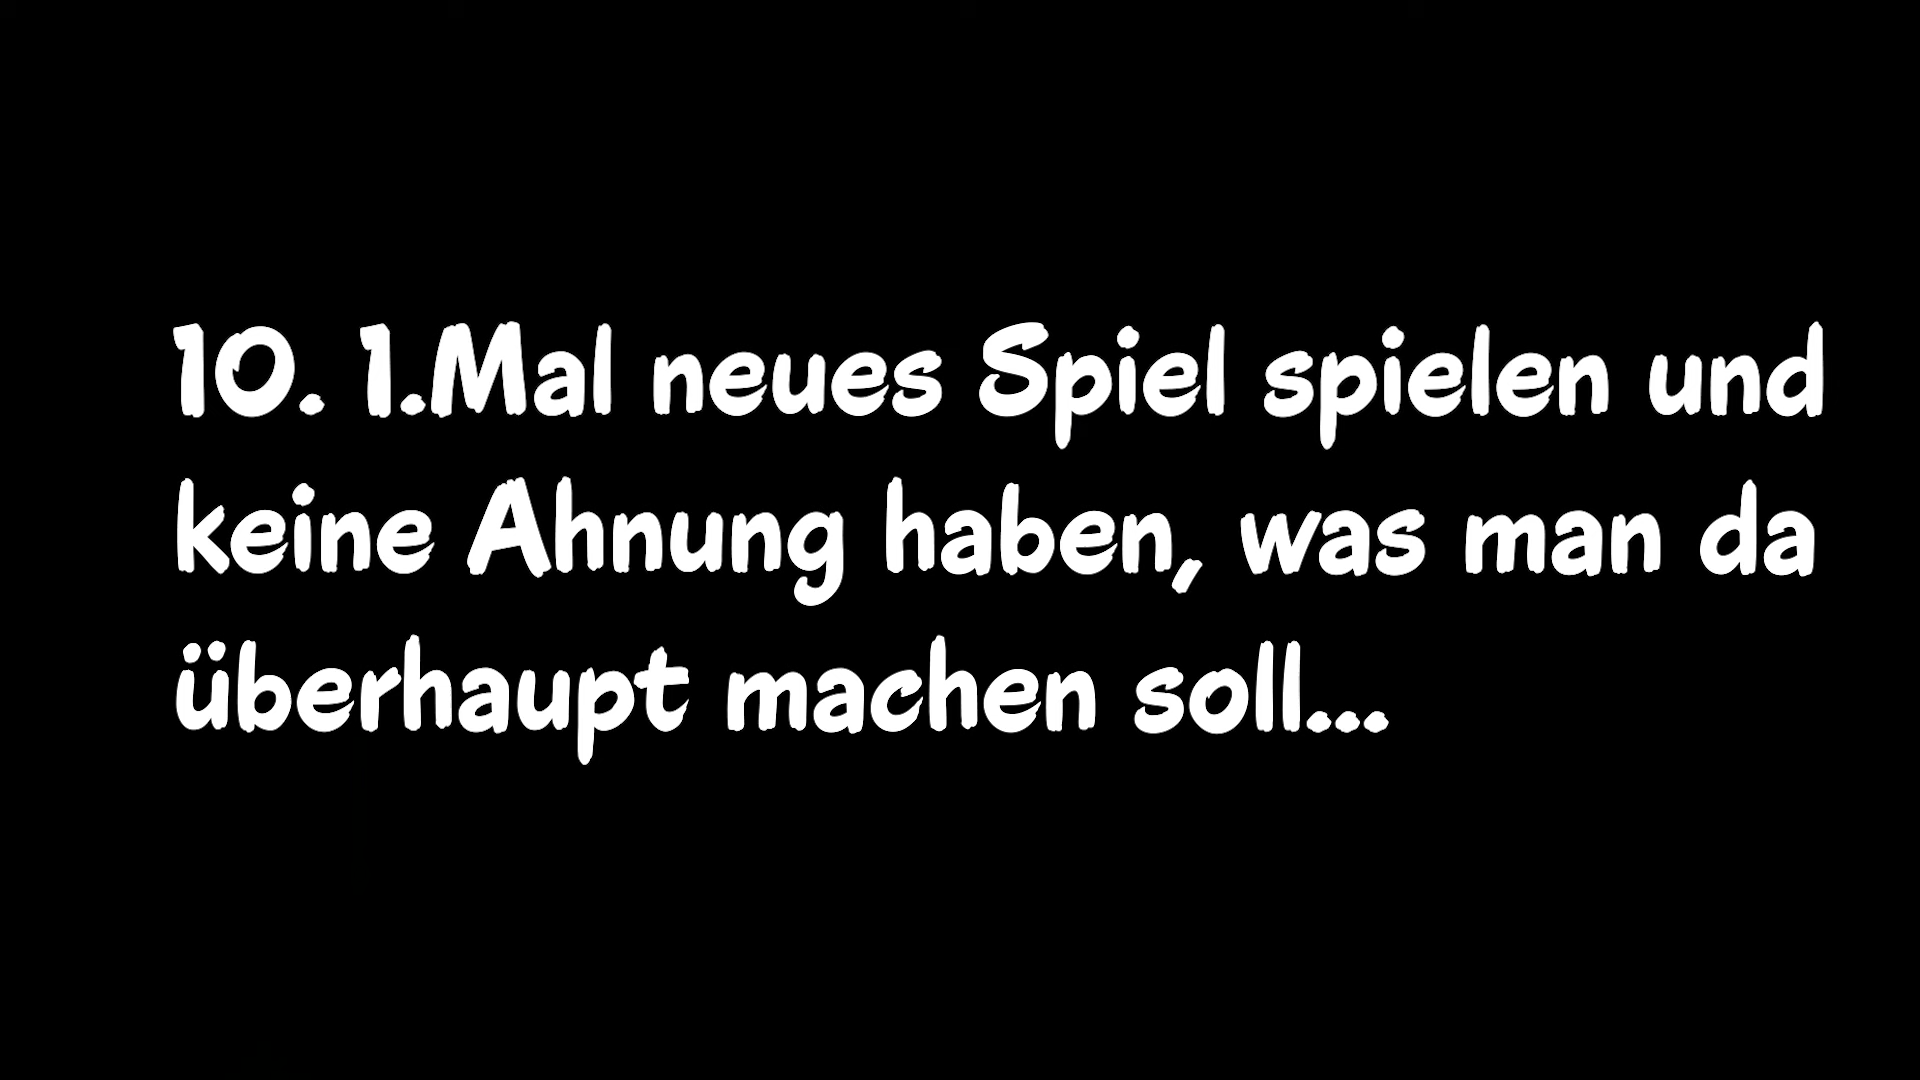 10. 1.Mal neues Spiel spielen und
keine Ahnung haben, was man da
überhaupt machen soll...